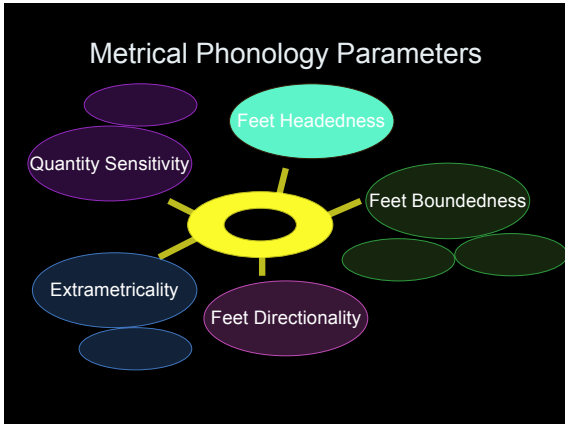 Metrical Phonology Parameters
Feet Headedness
Quantity Sensitivity
Feet Boundedness
Extrametricality
Feet Directionality